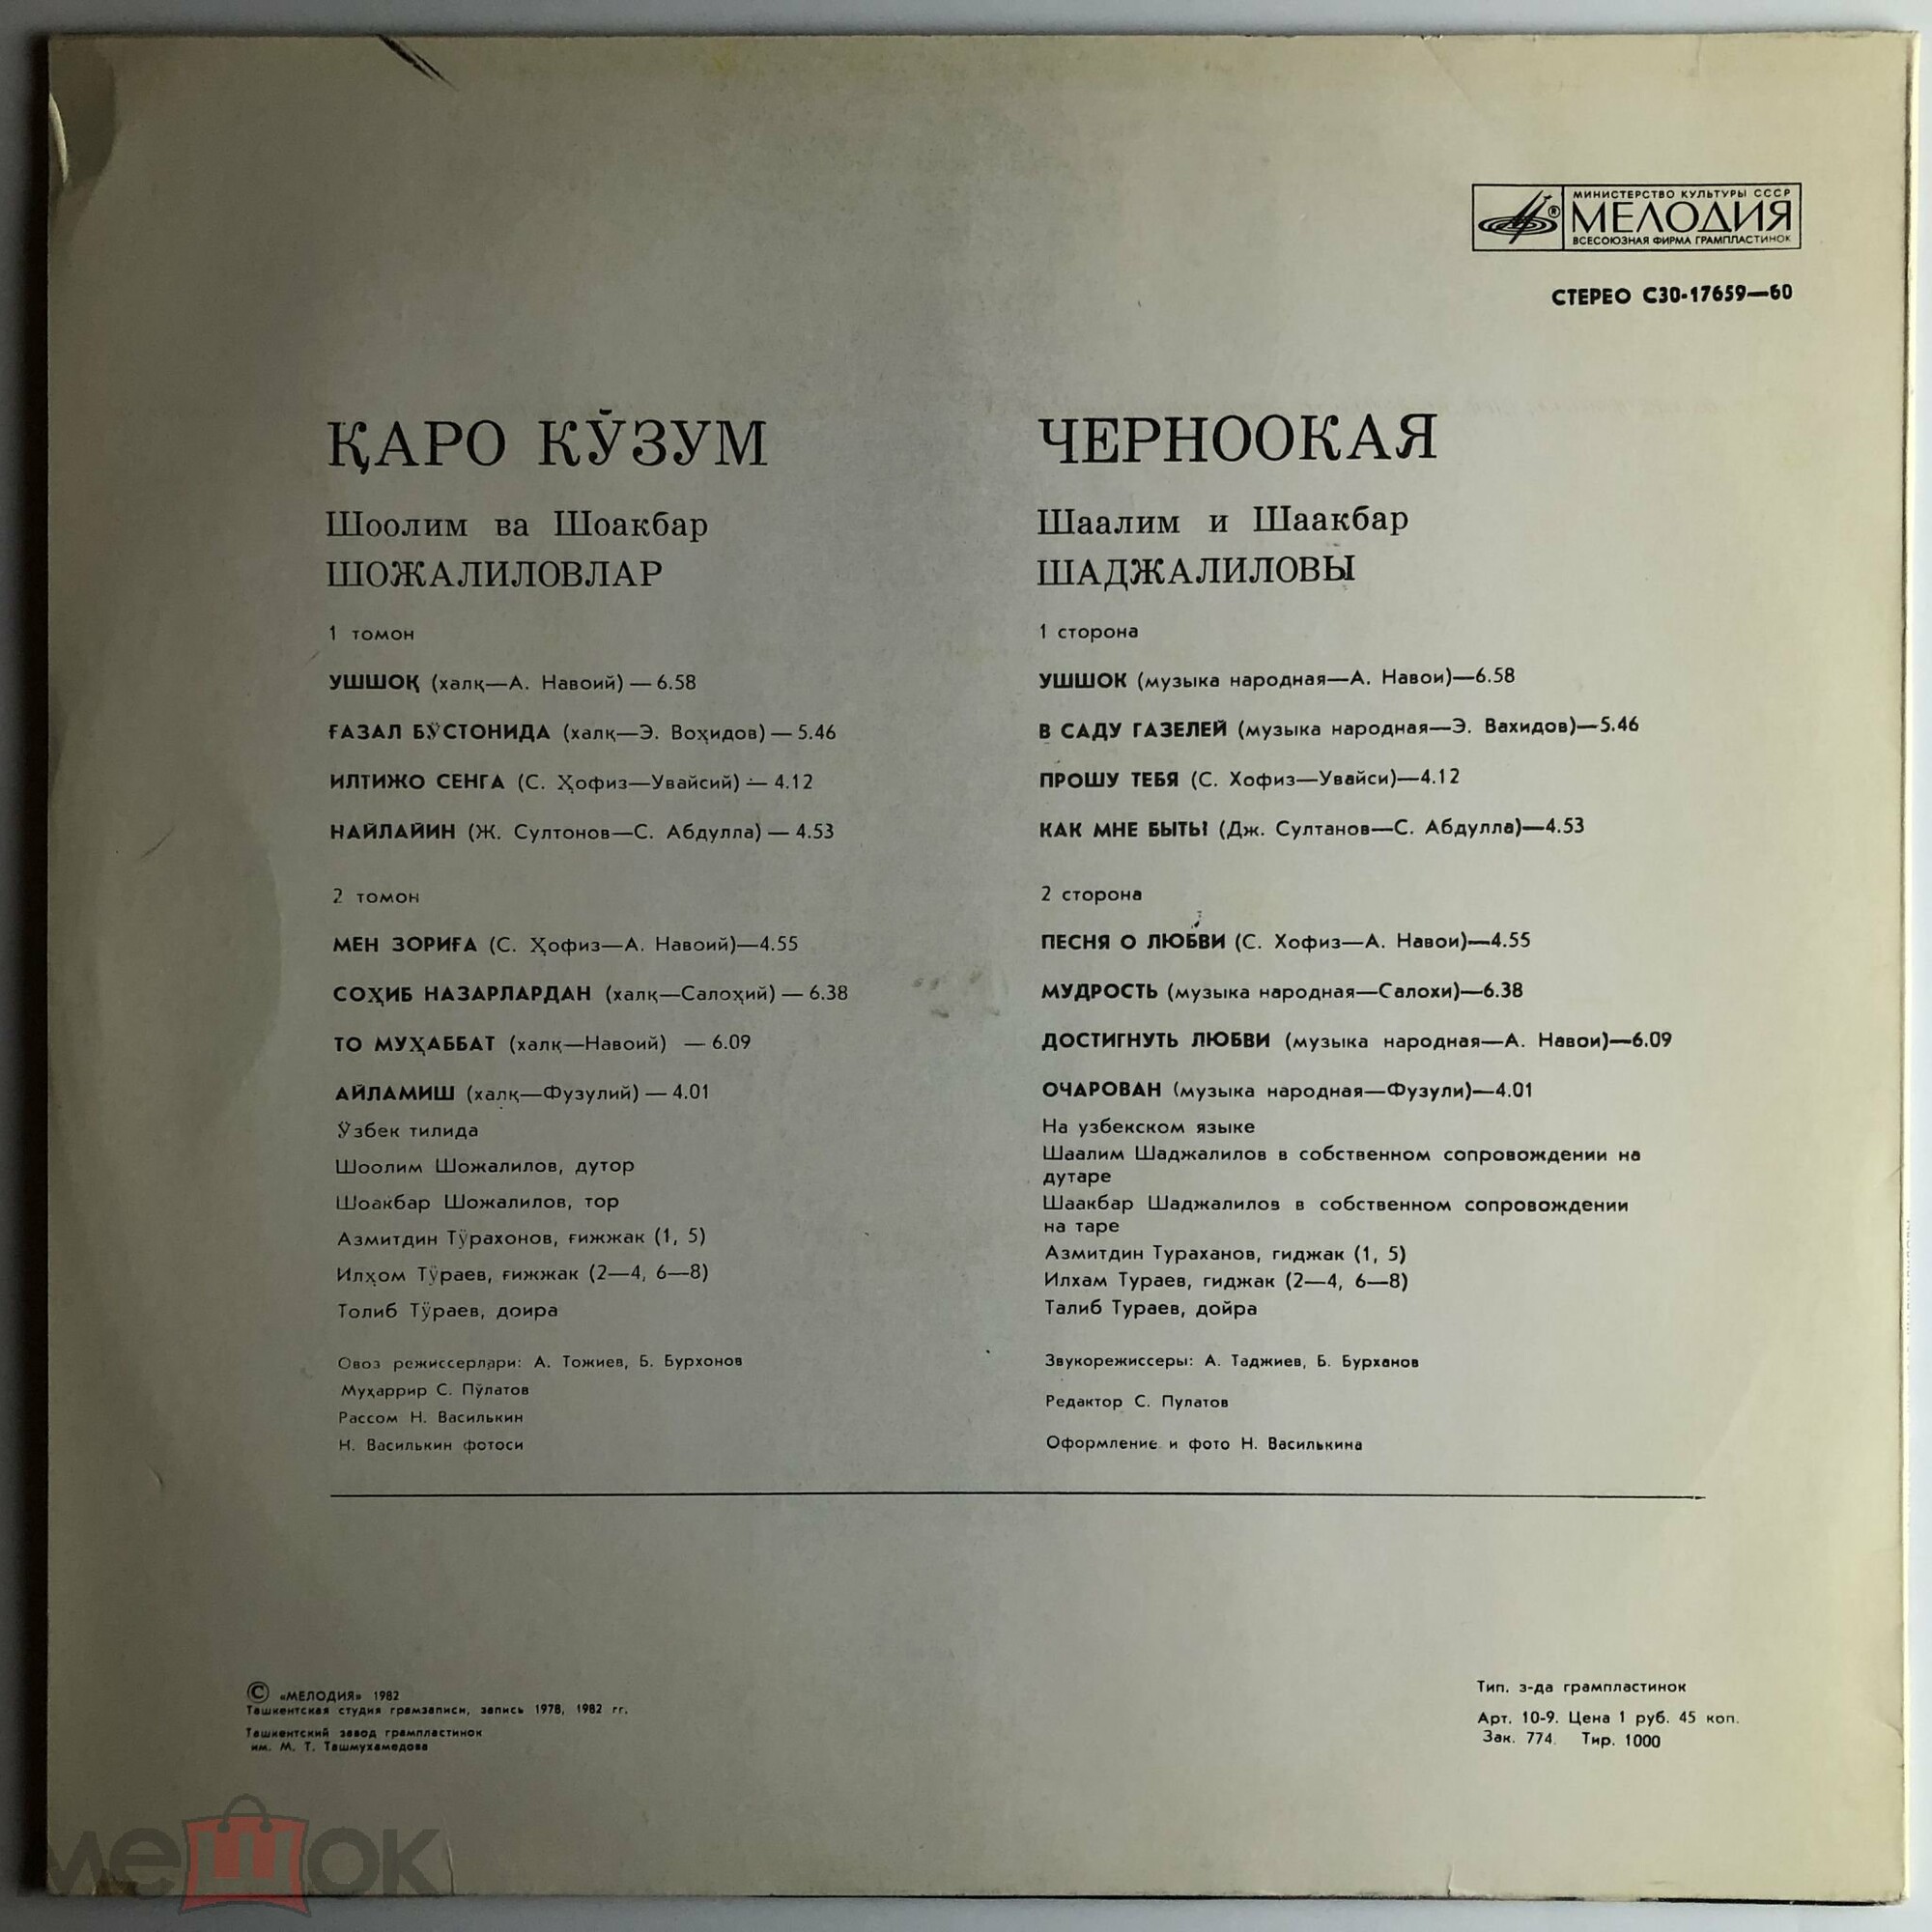 МИНИСТЕРСТВО КУЛЬТУРЫ СССР
МЕЛОДИЯ
ВСЕСОЮЗНАЯ ФИРМА ГРАМПЛАСТИНОК
СТЕРЕО С30-17659—60
ҚАРО КЎЗУМ
Шоолим ва Шоакбар
ШОЖАЛИЛОВЛАР
1 томон
УШШОҚ (халқ—А. Навоий) — 6.58
ҒАЗАЛ БЎСТОНИДА (халқ—Э. Воҳидов) — 5.46
ИЛТИЖО СЕНГА (С. Ҳофиз—Увайсий) — 4.12
НАЙЛАЙИН (Ж. Султонов—С. Абдулла) — 4.53
2 томон
МЕН ЗОРИҒА (С. Ҳофиз—А. Навоий)—4.55
СОҲИБ НАЗАРЛАРДАН (халқ—Салоҳий) — 6.38
ТО МУҲАББАТ (халқ—Навоий) — 6.09
АЙЛАМИШ (халқ—Фузулий) — 4.01
Ўзбек тилида
Шоолим Шожалилов, дутор
Шоакбар Шожалилов, тор
Азмитдин Тўрахонов, ғижжак (1, 5)
Илҳом Тўраев, ғижжак (2—4, 6—8)
Толиб Тўраев, доира
Овоз режиссерлари: А. Тожиев, Б. Бурхонов
Муҳаррир С. Пўлатов
Рассом Н. Василькин
Н. Василькин фотоси
ЧЕРНООКАЯ
Шаалим и Шаакбар
ШАДЖАЛИЛОВЫ
1 сторона
УШШОК (музыка народная—А. Навои)—6.58
В САДУ ГАЗЕЛЕЙ (музыка народная—Э. Вахидов)—5.46
ПРОШУ ТЕБЯ (С. Хофиз—Увайси)—4.12
КАК МНЕ БЫТЬ? (Дж. Султанов—С. Абдулла)—4.53
2 сторона
ПЕСНЯ О ЛЮБВИ (С. Хофиз—А. Навои)—4.55
МУДРОСТЬ (музыка народная—Салохи)—6.38
ДОСТИГНУТЬ ЛЮБВИ (музыка народная—А. Навои)—6.09
ОЧАРОВАН (музыка народная—Фузули)—4.01
На узбекском языке
Шаалим Шаджалилов в собственном сопровождении на
дутаре
Шаакбар Шаджалилов в собственном сопровождении
на таре
Азмитдин Тураханов, гиджак (1, 5)
Илхам Тураев, гиджак (2—4, 6—8)
Талиб Тураев, дойра
Звукорежиссеры: А. Таджиев, Б. Бурханов
Редактор С. Пулатов
Оформление и фото Н. Василькина
© «МЕЛОДИЯ» 1982
Ташкентская студия грамзаписи, запись 1978, 1982 гг.
Ташкентский завод грампластинок
им. М. Т. Ташмухамедова
Тип. з-да грампластинок
Арт. 10-9. Цена 1 руб. 45 коп.
Зак. 774. Тир. 1000
мешок